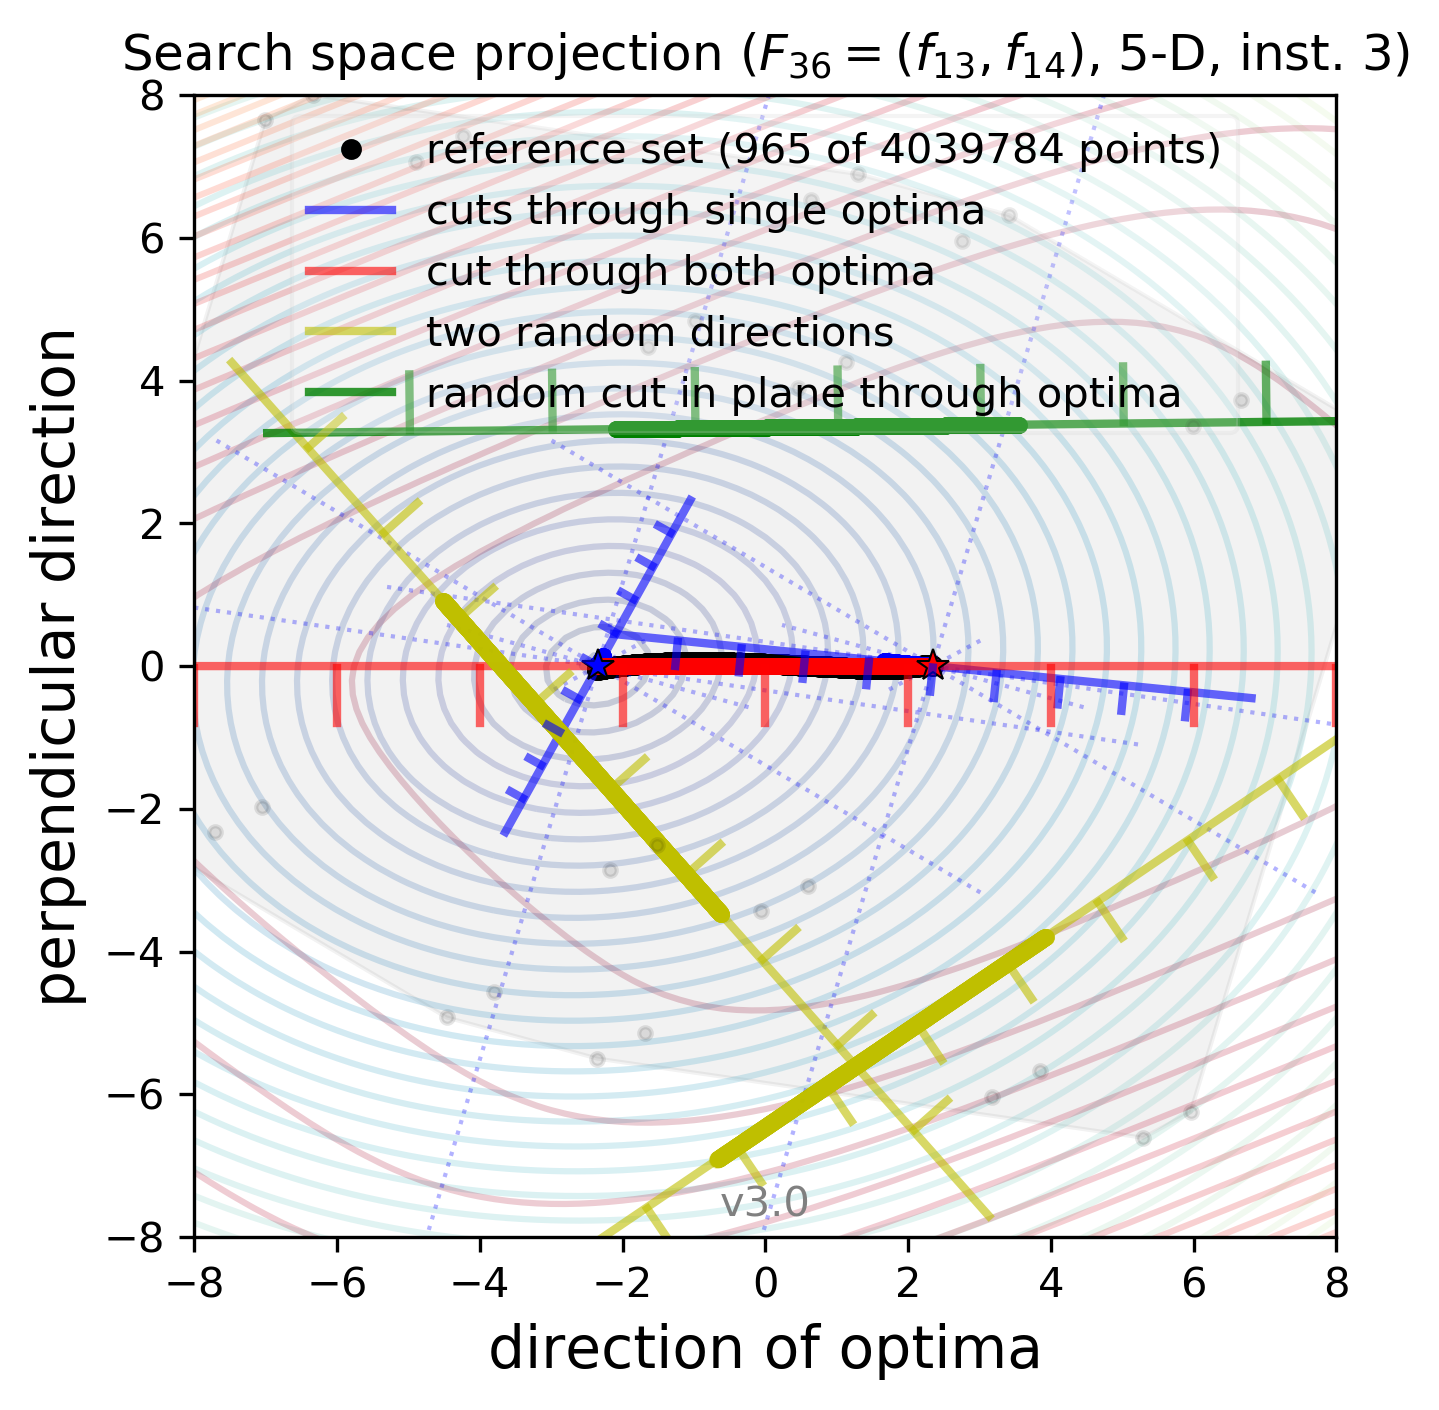 Search space projection (F₃₆ = (f₁₃, f₁₄), 5-D, inst. 3)
reference set (965 of 4039784 points)
cuts through single optima
cut through both optima
two random directions
random cut in plane through optima
perpendicular direction
8
6
4
2
0
−2
−4
−6
−8
v3.0
−8 −6 −4 −2 0 2 4 6 8
direction of optima